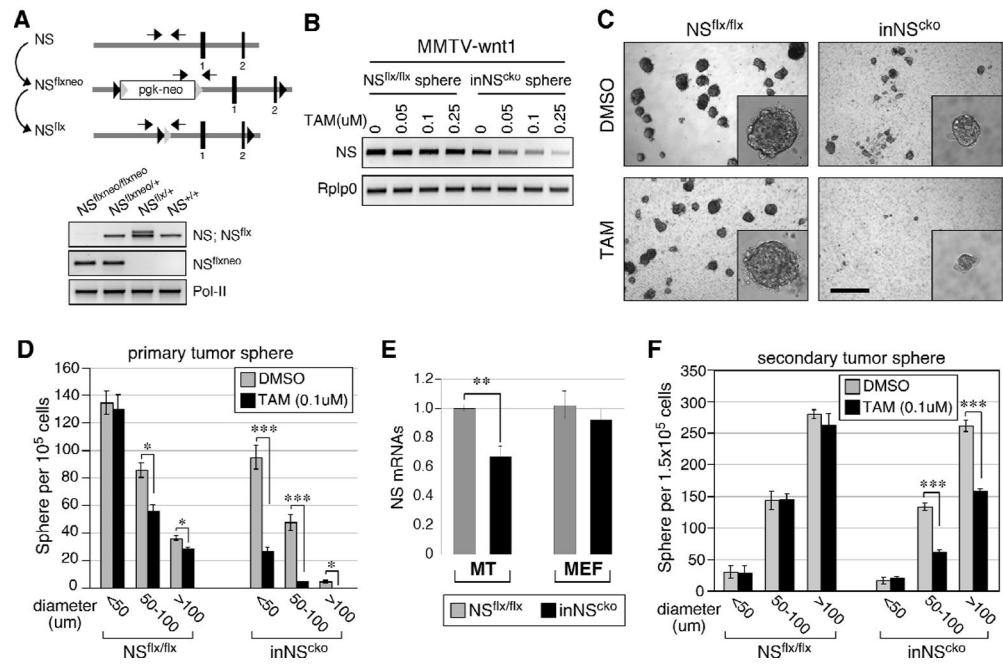 A
NS
1 2
NSflxneo
pgk-neo
1 2
NSflx
1 2
NSflxneo/flxneo
NSflxneo/+
NSflx/+
NS+/+
NS; NSflx
NSflxneo
Pol-II
B
MMTV-wnt1
NSflx/flx sphere inNScko sphere
TAM(uM) 0 0.05 0.1 0.25 0 0.05 0.1 0.25
NS
Rplp0
C
NSflx/flx inNScko
DMSO
TAM
D
primary tumor sphere
DMSO
TAM (0.1uM)
Sphere per 10^5 cells
160
140
120
100
80
60
40
20
0
* * *** *** *
diameter (um)
<50 50-100 >100 <50 50-100 >100
NSflx/flx inNScko
E
NS mRNAs
1.2
1.0
0.8
0.6
0.4
0.2
0
**
MT MEF
NSflx/flx inNScko
F
secondary tumor sphere
DMSO
TAM (0.1uM)
Sphere per 1.5x10^5 cells
350
300
250
200
150
100
50
0
*** ***
diameter (um)
<50 50-100 >100 <50 50-100 >100
NSflx/flx inNScko